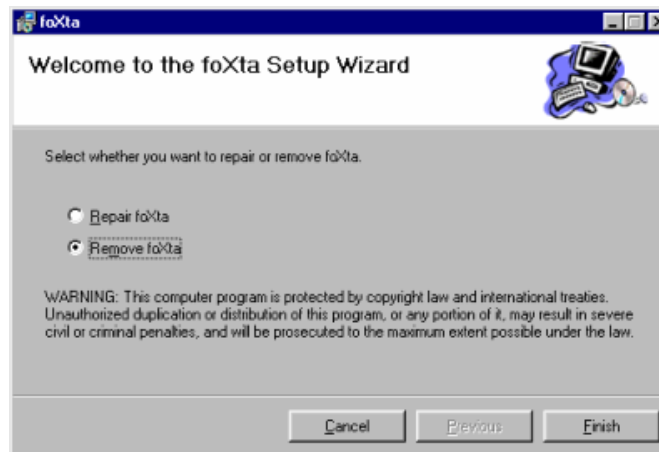 foXta
Welcome to the foXta Setup Wizard
Select whether you want to repair or remove foXta.
Repair foXta
Remove foXta
WARNING: This computer program is protected by copyright law and international treaties.
Unauthorized duplication or distribution of this program, or any portion of it, may result in severe
civil or criminal penalties, and will be prosecuted to the maximum extent possible under the law.
Cancel
Previous
Finish